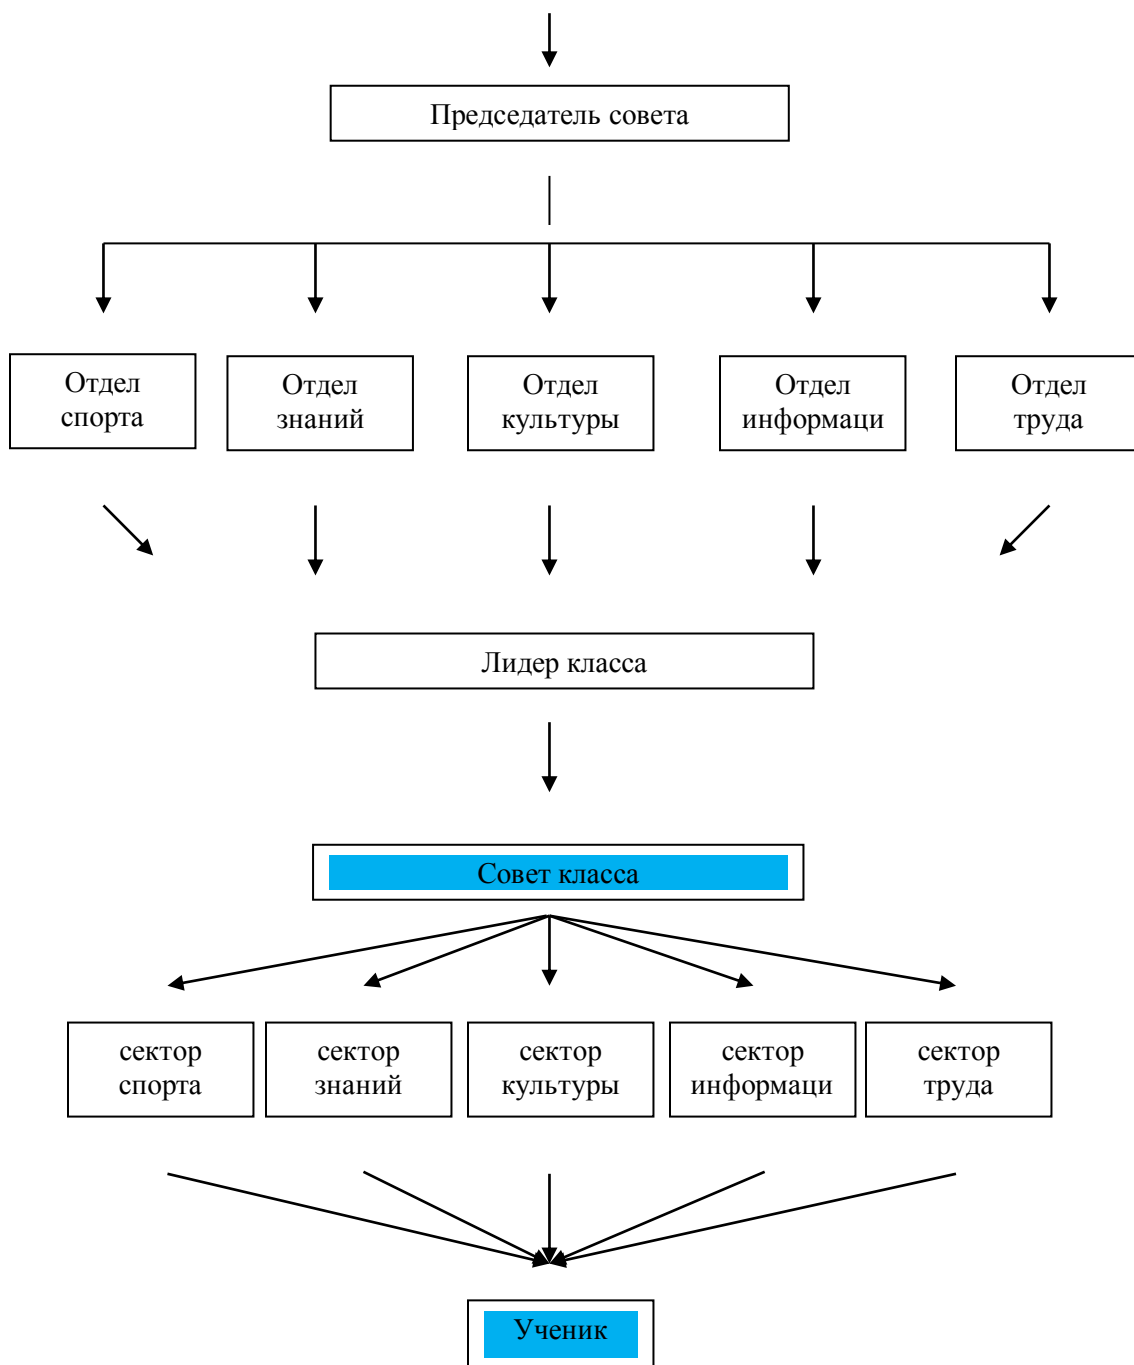 Председатель совета
Отдел
спорта
Отдел
знаний
Отдел
культуры
Отдел
информаци
Отдел
труда
Лидер класса
Совет класса
сектор
спорта
сектор
знаний
сектор
культуры
сектор
информаци
сектор
труда
Ученик